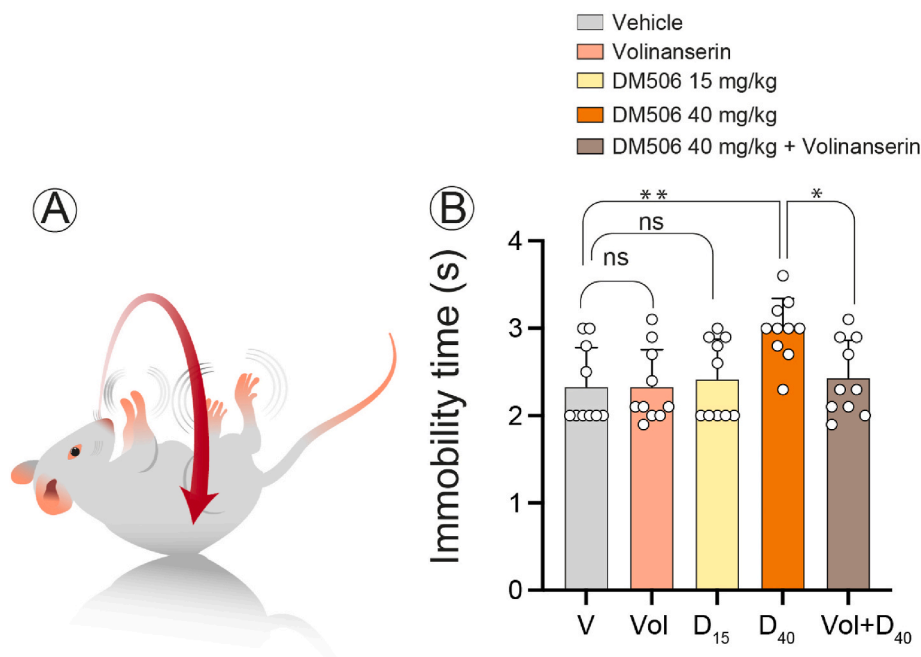 Vehicle
Volinanserin
DM506 15 mg/kg
DM506 40 mg/kg
DM506 40 mg/kg + Volinanserin
A
B
** *
ns
ns
Immobility time (s)
4
3
2
1
0
V Vol D₁₅ D₄₀ Vol+D₄₀